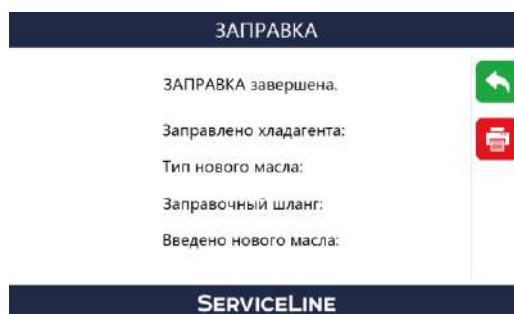 ЗАПРАВКА
ЗАПРАВКА завершена.
Заправлено хладагента:
Тип нового масла:
Заправочный шланг:
Введено нового масла:
SERVICELINE